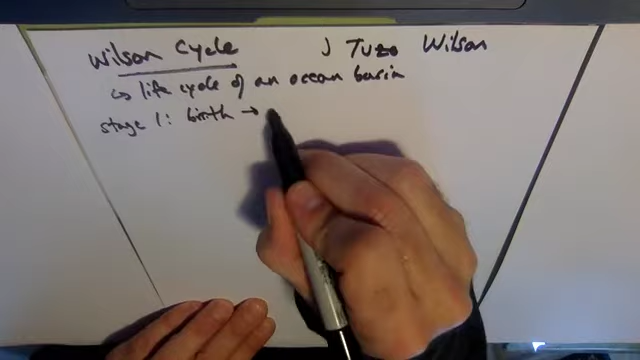 Wilson Cycle J Tuzo Wilson
↳ life cycle of an ocean basin
stage 1: birth →